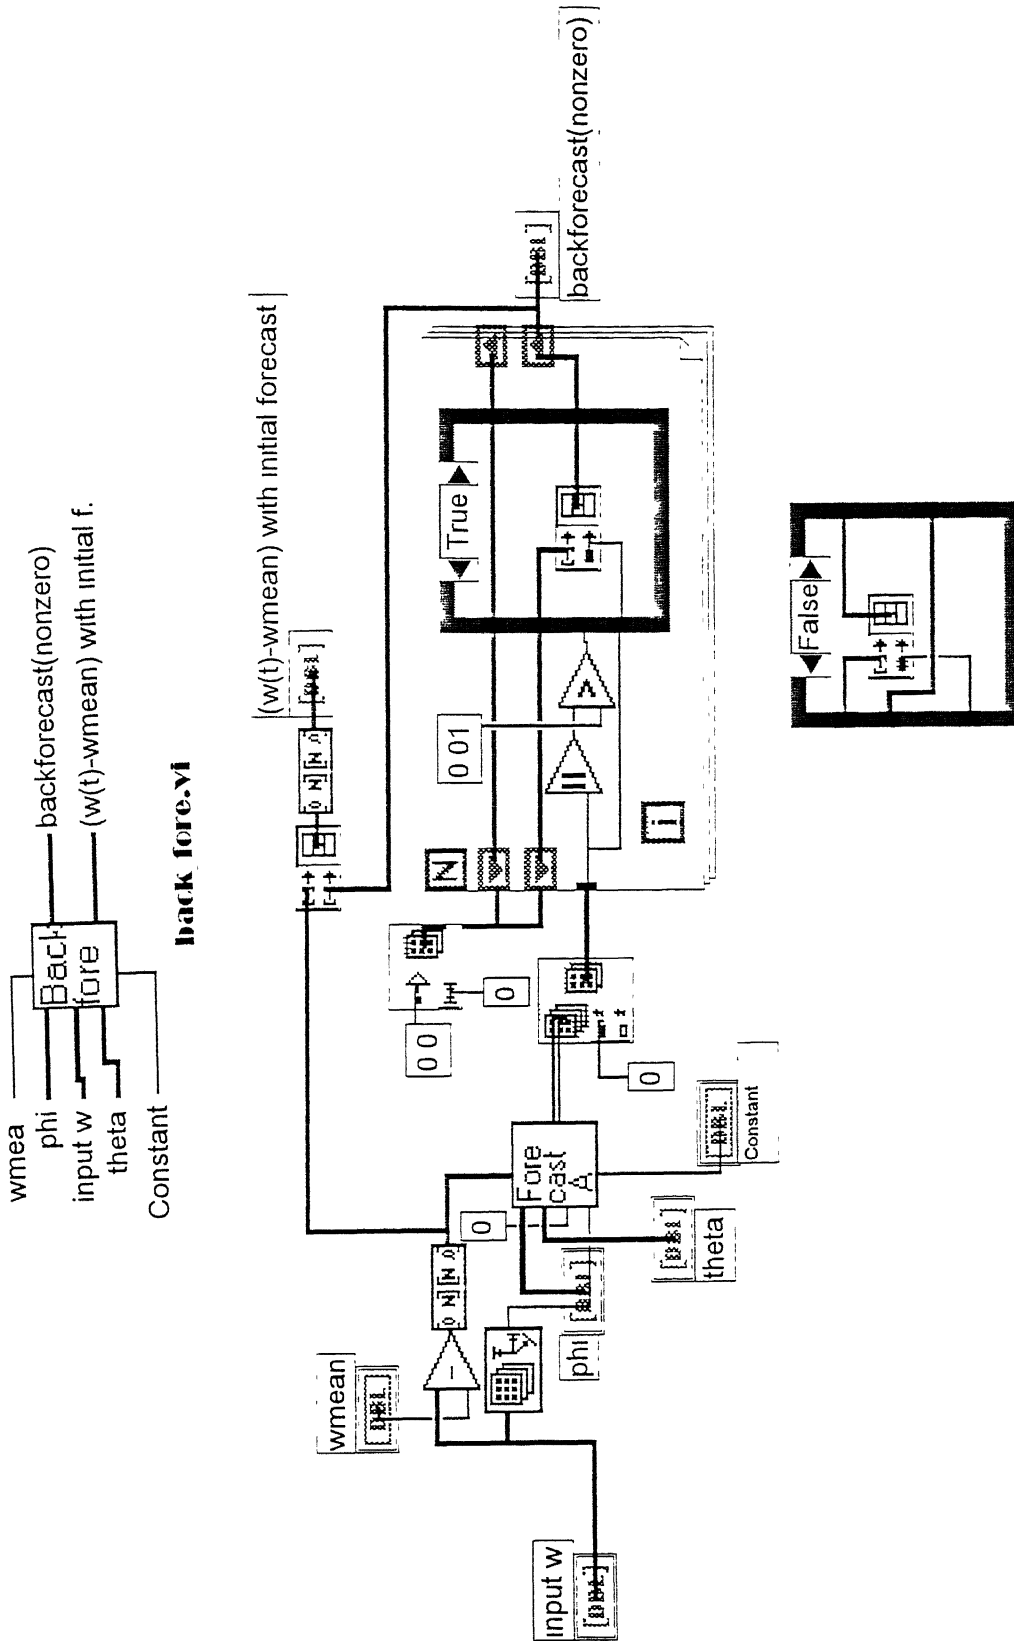 wmea
phi
input w
theta
Constant
Back
fore
backforecast(nonzero)
(w(t)-wmean) with initial f.
back_fore.vi
input w
wmean
phi
theta
Constant
0
Fore
cast
A
0
0 0
0
(w(t)-wmean) with initial forecast
N
i
0 01
True
backforecast(nonzero)
False